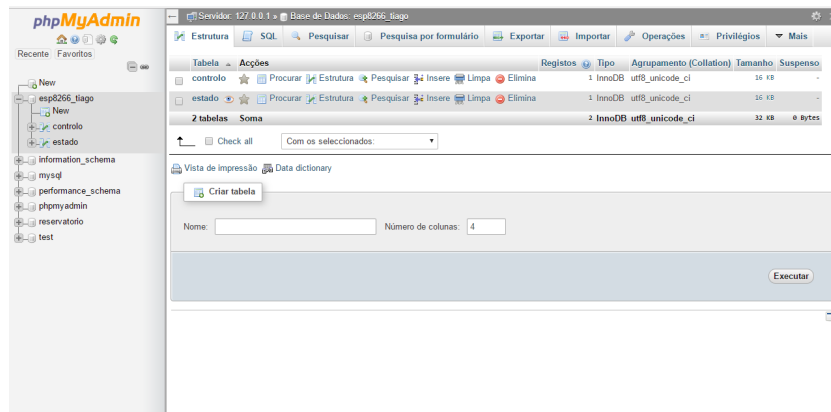 phpMyAdmin
Recente Favoritos
New
esp8266_tiago
New
controlo
estado
information_schema
mysql
performance_schema
phpmyadmin
reservatorio
test
Servidor: 127.0.0.1 » Base de Dados: esp8266_tiago
Estrutura SQL Pesquisar Pesquisa por formulário Exportar Importar Operações Privilégios Mais
Tabela Acções Registos Tipo Agrupamento (Collation) Tamanho Suspenso
controlo Procurar Estrutura Pesquisar Insere Limpa Elimina 1 InnoDB utf8_unicode_ci 16 KB -
estado Procurar Estrutura Pesquisar Insere Limpa Elimina 1 InnoDB utf8_unicode_ci 16 KB -
2 tabelas Soma 2 InnoDB utf8_unicode_ci 32 KB 0 Bytes
Check all Com os seleccionados:
Vista de impressão Data dictionary
Criar tabela
Nome: Número de colunas: 4
Executar